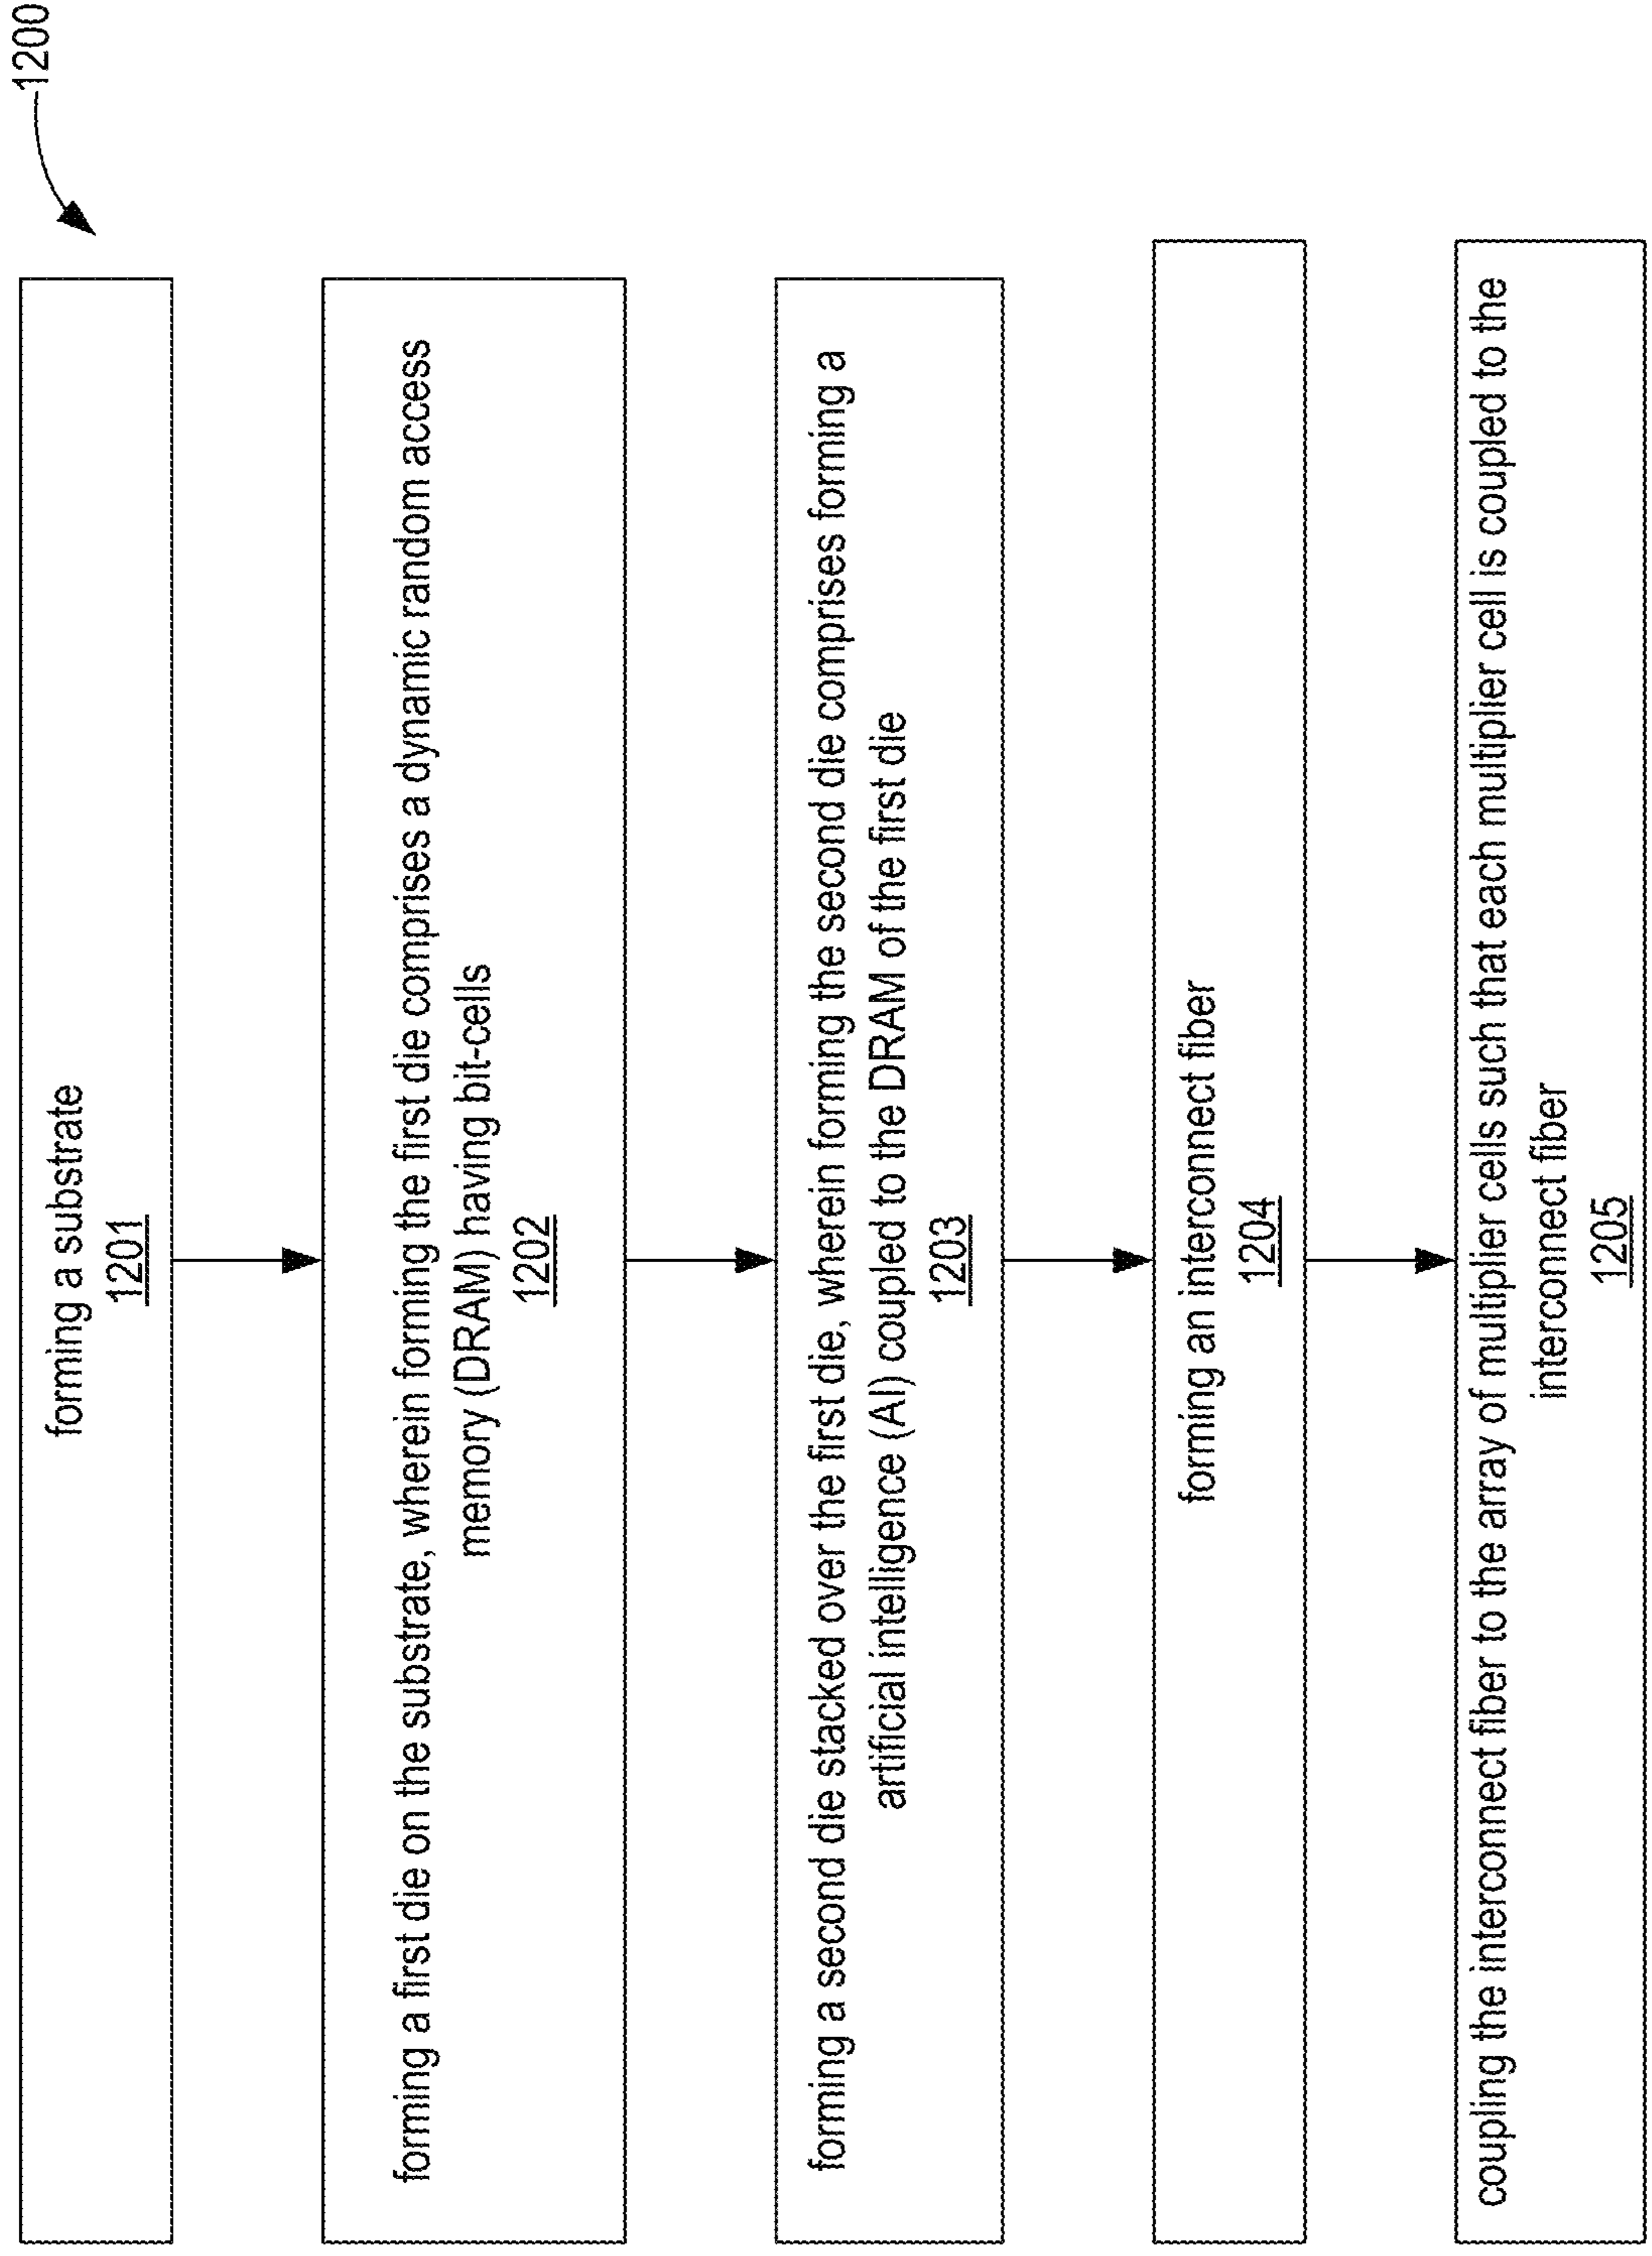 1200
forming a substrate
1201
forming a first die on the substrate, wherein forming the first die comprises a dynamic random access
memory (DRAM) having bit-cells
1202
forming a second die stacked over the first die, wherein forming the second die comprises forming a
artificial intelligence (AI) coupled to the DRAM of the first die
1203
forming an interconnect fiber
1204
coupling the interconnect fiber to the array of multiplier cells such that each multiplier cell is coupled to the
interconnect fiber
1205